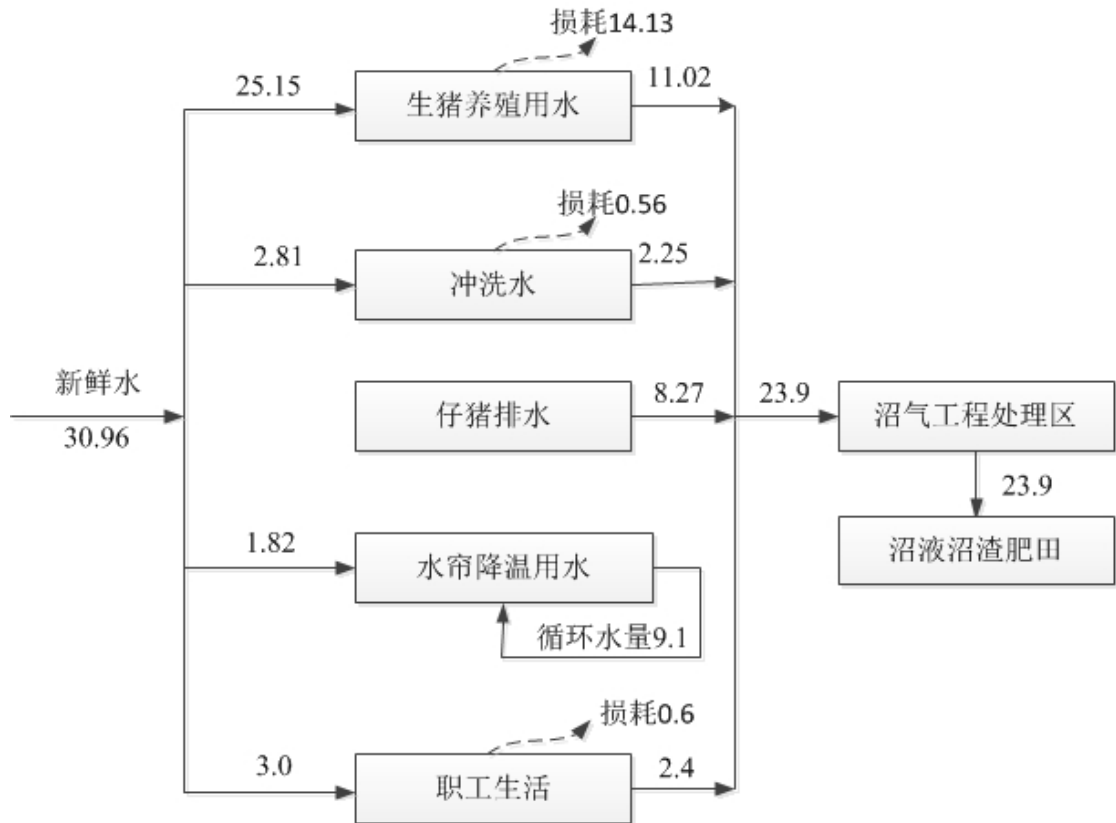 损耗14.13
25.15
生猪养殖用水
11.02
损耗0.56
2.81
冲洗水
2.25
新鲜水
30.96
仔猪排水
8.27
23.9
沼气工程处理区
23.9
沼液沼渣肥田
1.82
水帘降温用水
循环水量9.1
损耗0.6
3.0
职工生活
2.4